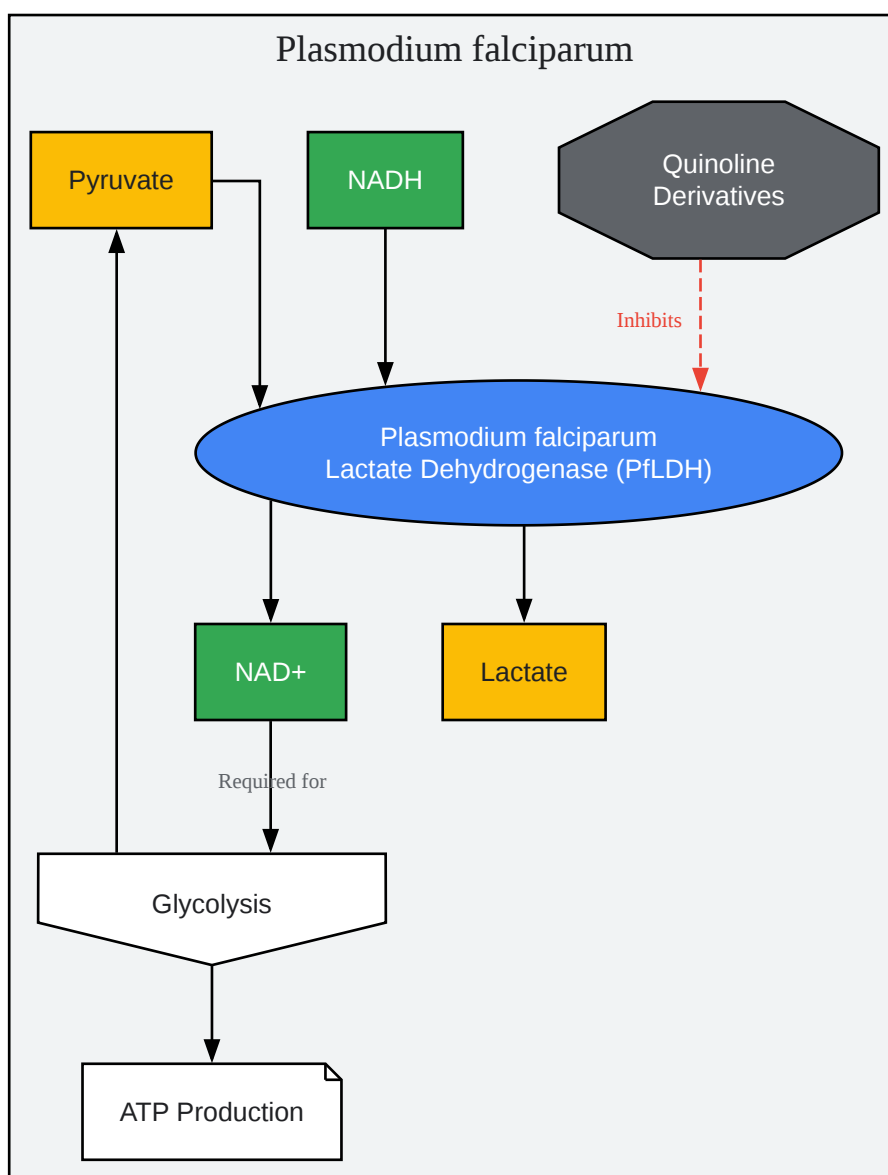 Plasmodium falciparum
Pyruvate
NADH
Quinoline
Derivatives
Inhibits
Plasmodium falciparum
Lactate Dehydrogenase (PfLDH)
NAD+
Lactate
Required for
Glycolysis
ATP Production